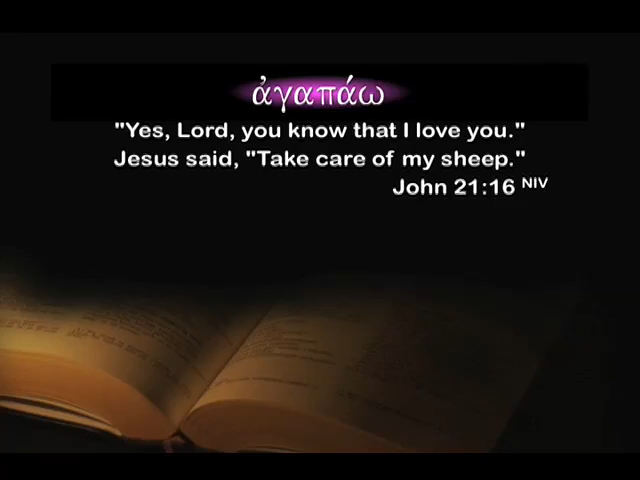 ἀγαπάω
"Yes, Lord, you know that I love you."
Jesus said, "Take care of my sheep."
John 21:16 NIV